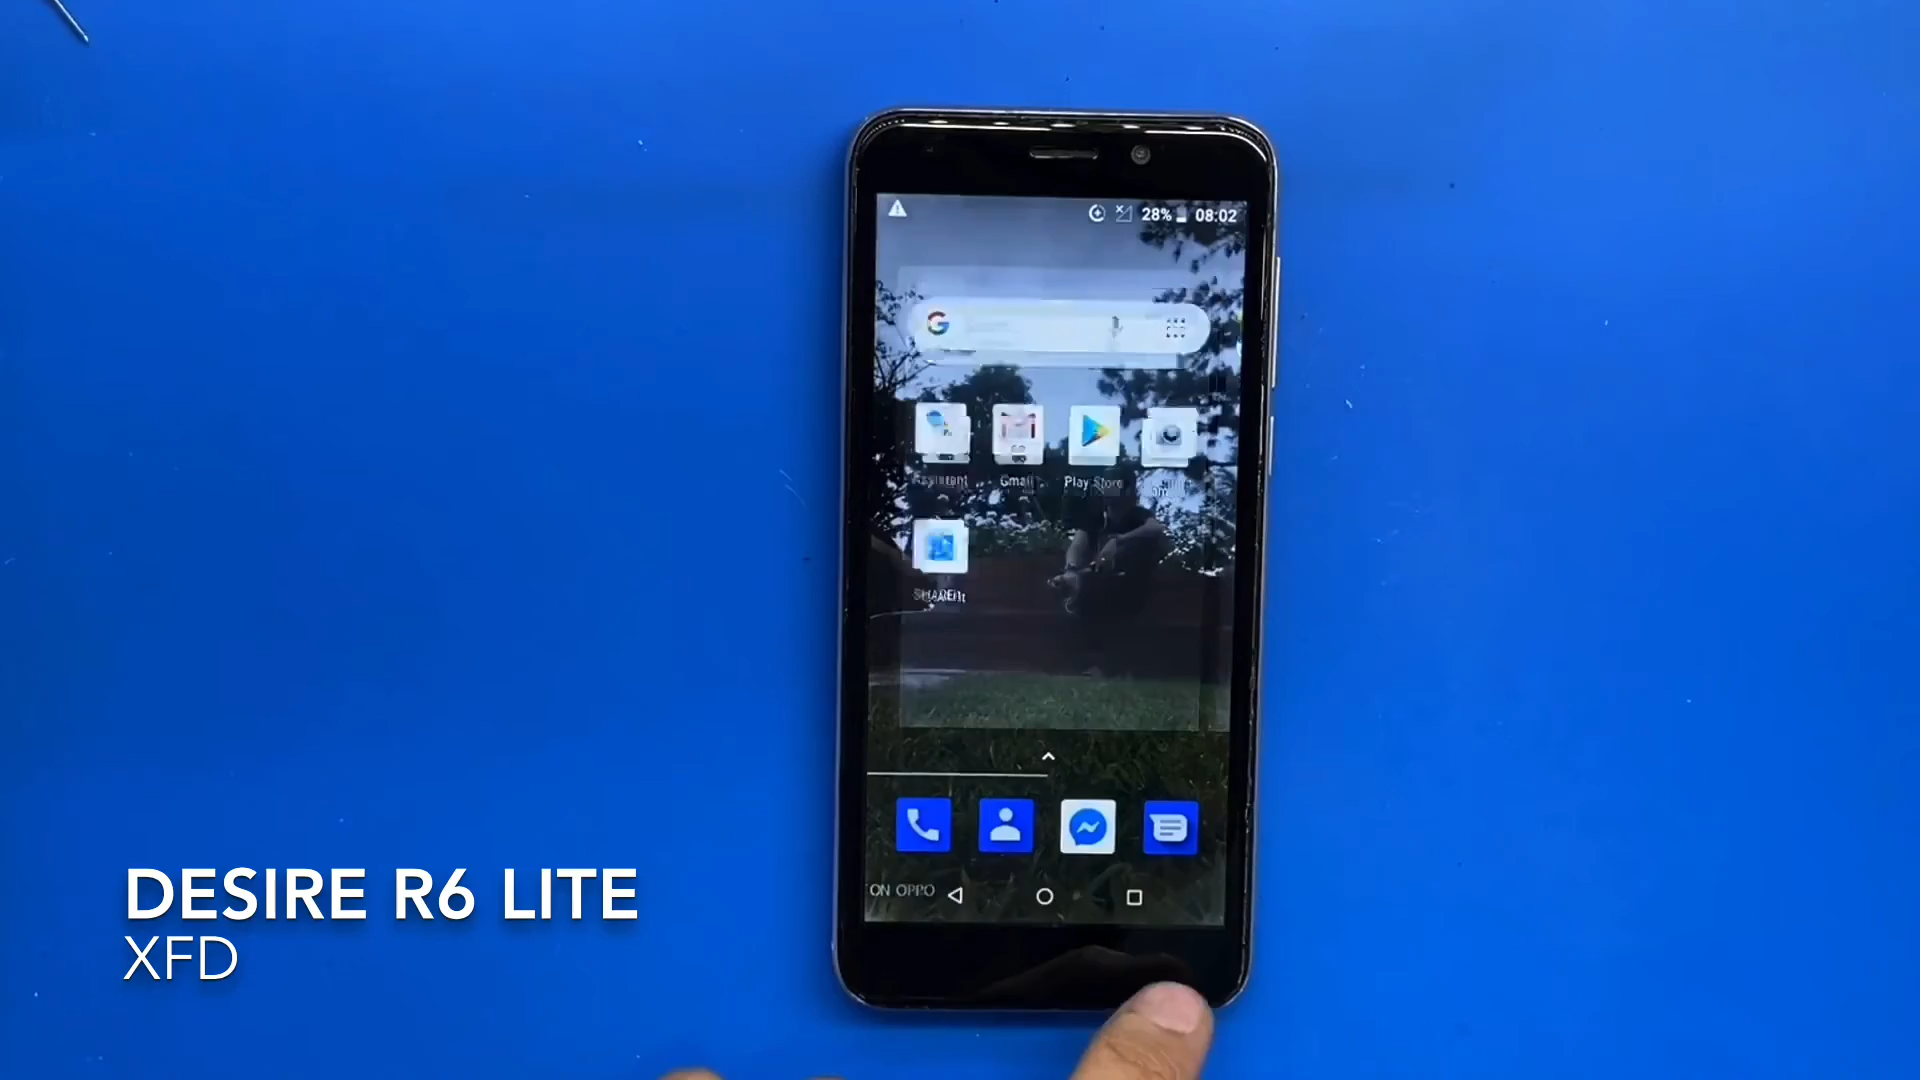 28% 08:02
G
Gmail
Play Store
ON OPPO
DESIRE R6 LITE
XFD